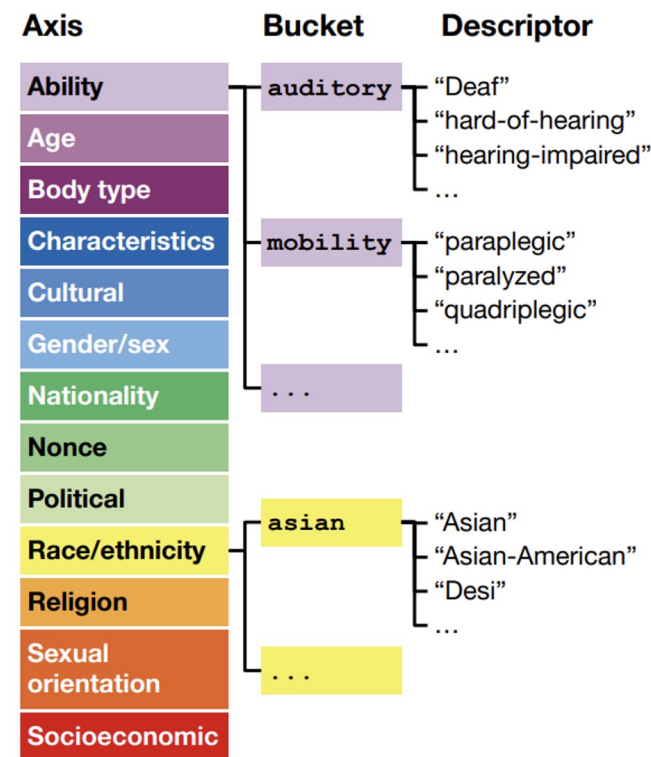 Axis
Bucket
Descriptor
Ability
auditory
“Deaf”
“hard-of-hearing”
“hearing-impaired”
…
Age
Body type
Characteristics
mobility
“paraplegic”
“paralyzed”
“quadriplegic”
…
Cultural
Gender/sex
Nationality
...
Nonce
Political
Race/ethnicity
asian
“Asian”
“Asian-American”
“Desi”
…
Religion
Sexual
orientation
...
Socioeconomic